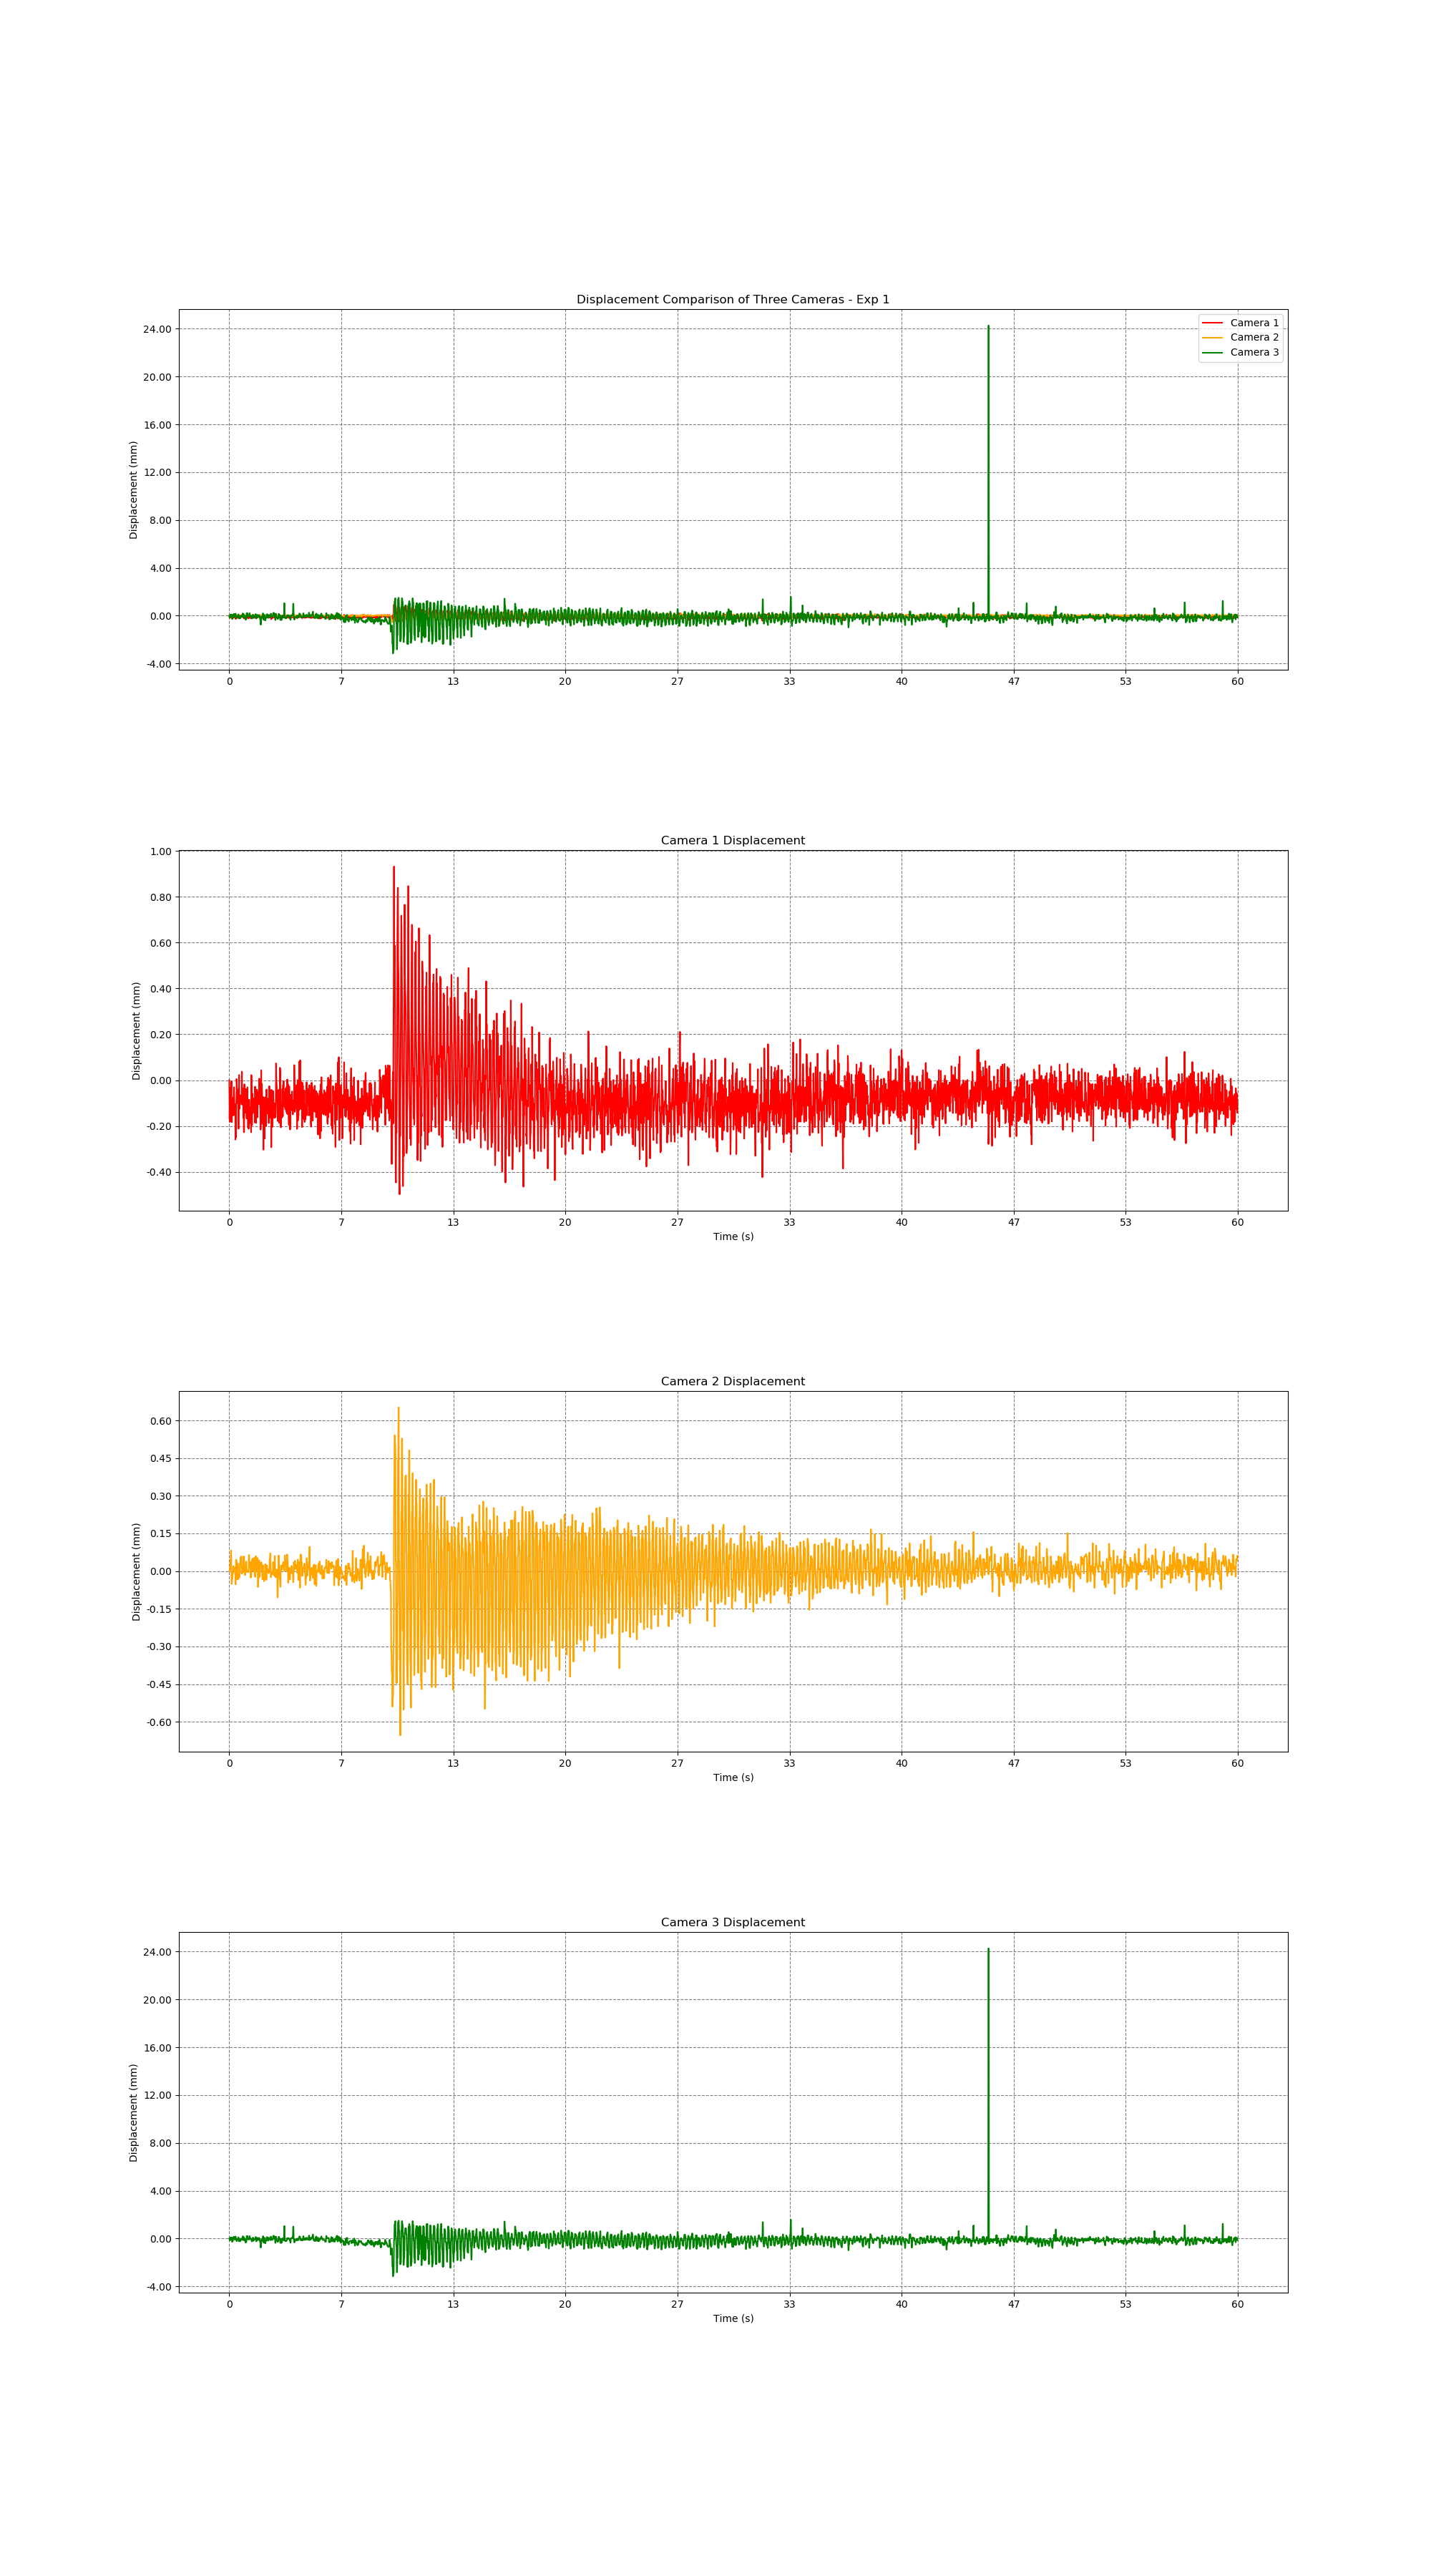 Displacement Comparison of Three Cameras - Exp 1
Camera 1
Camera 2
Camera 3
24.00
20.00
16.00
12.00
8.00
4.00
0.00
-4.00
Displacement (mm)
0 7 13 20 27 33 40 47 53 60
Camera 1 Displacement
1.00
0.80
0.60
0.40
0.20
0.00
-0.20
-0.40
Displacement (mm)
0 7 13 20 27 33 40 47 53 60
Time (s)
Camera 2 Displacement
0.60
0.45
0.30
0.15
0.00
-0.15
-0.30
-0.45
-0.60
Displacement (mm)
0 7 13 20 27 33 40 47 53 60
Time (s)
Camera 3 Displacement
24.00
20.00
16.00
12.00
8.00
4.00
0.00
-4.00
Displacement (mm)
0 7 13 20 27 33 40 47 53 60
Time (s)